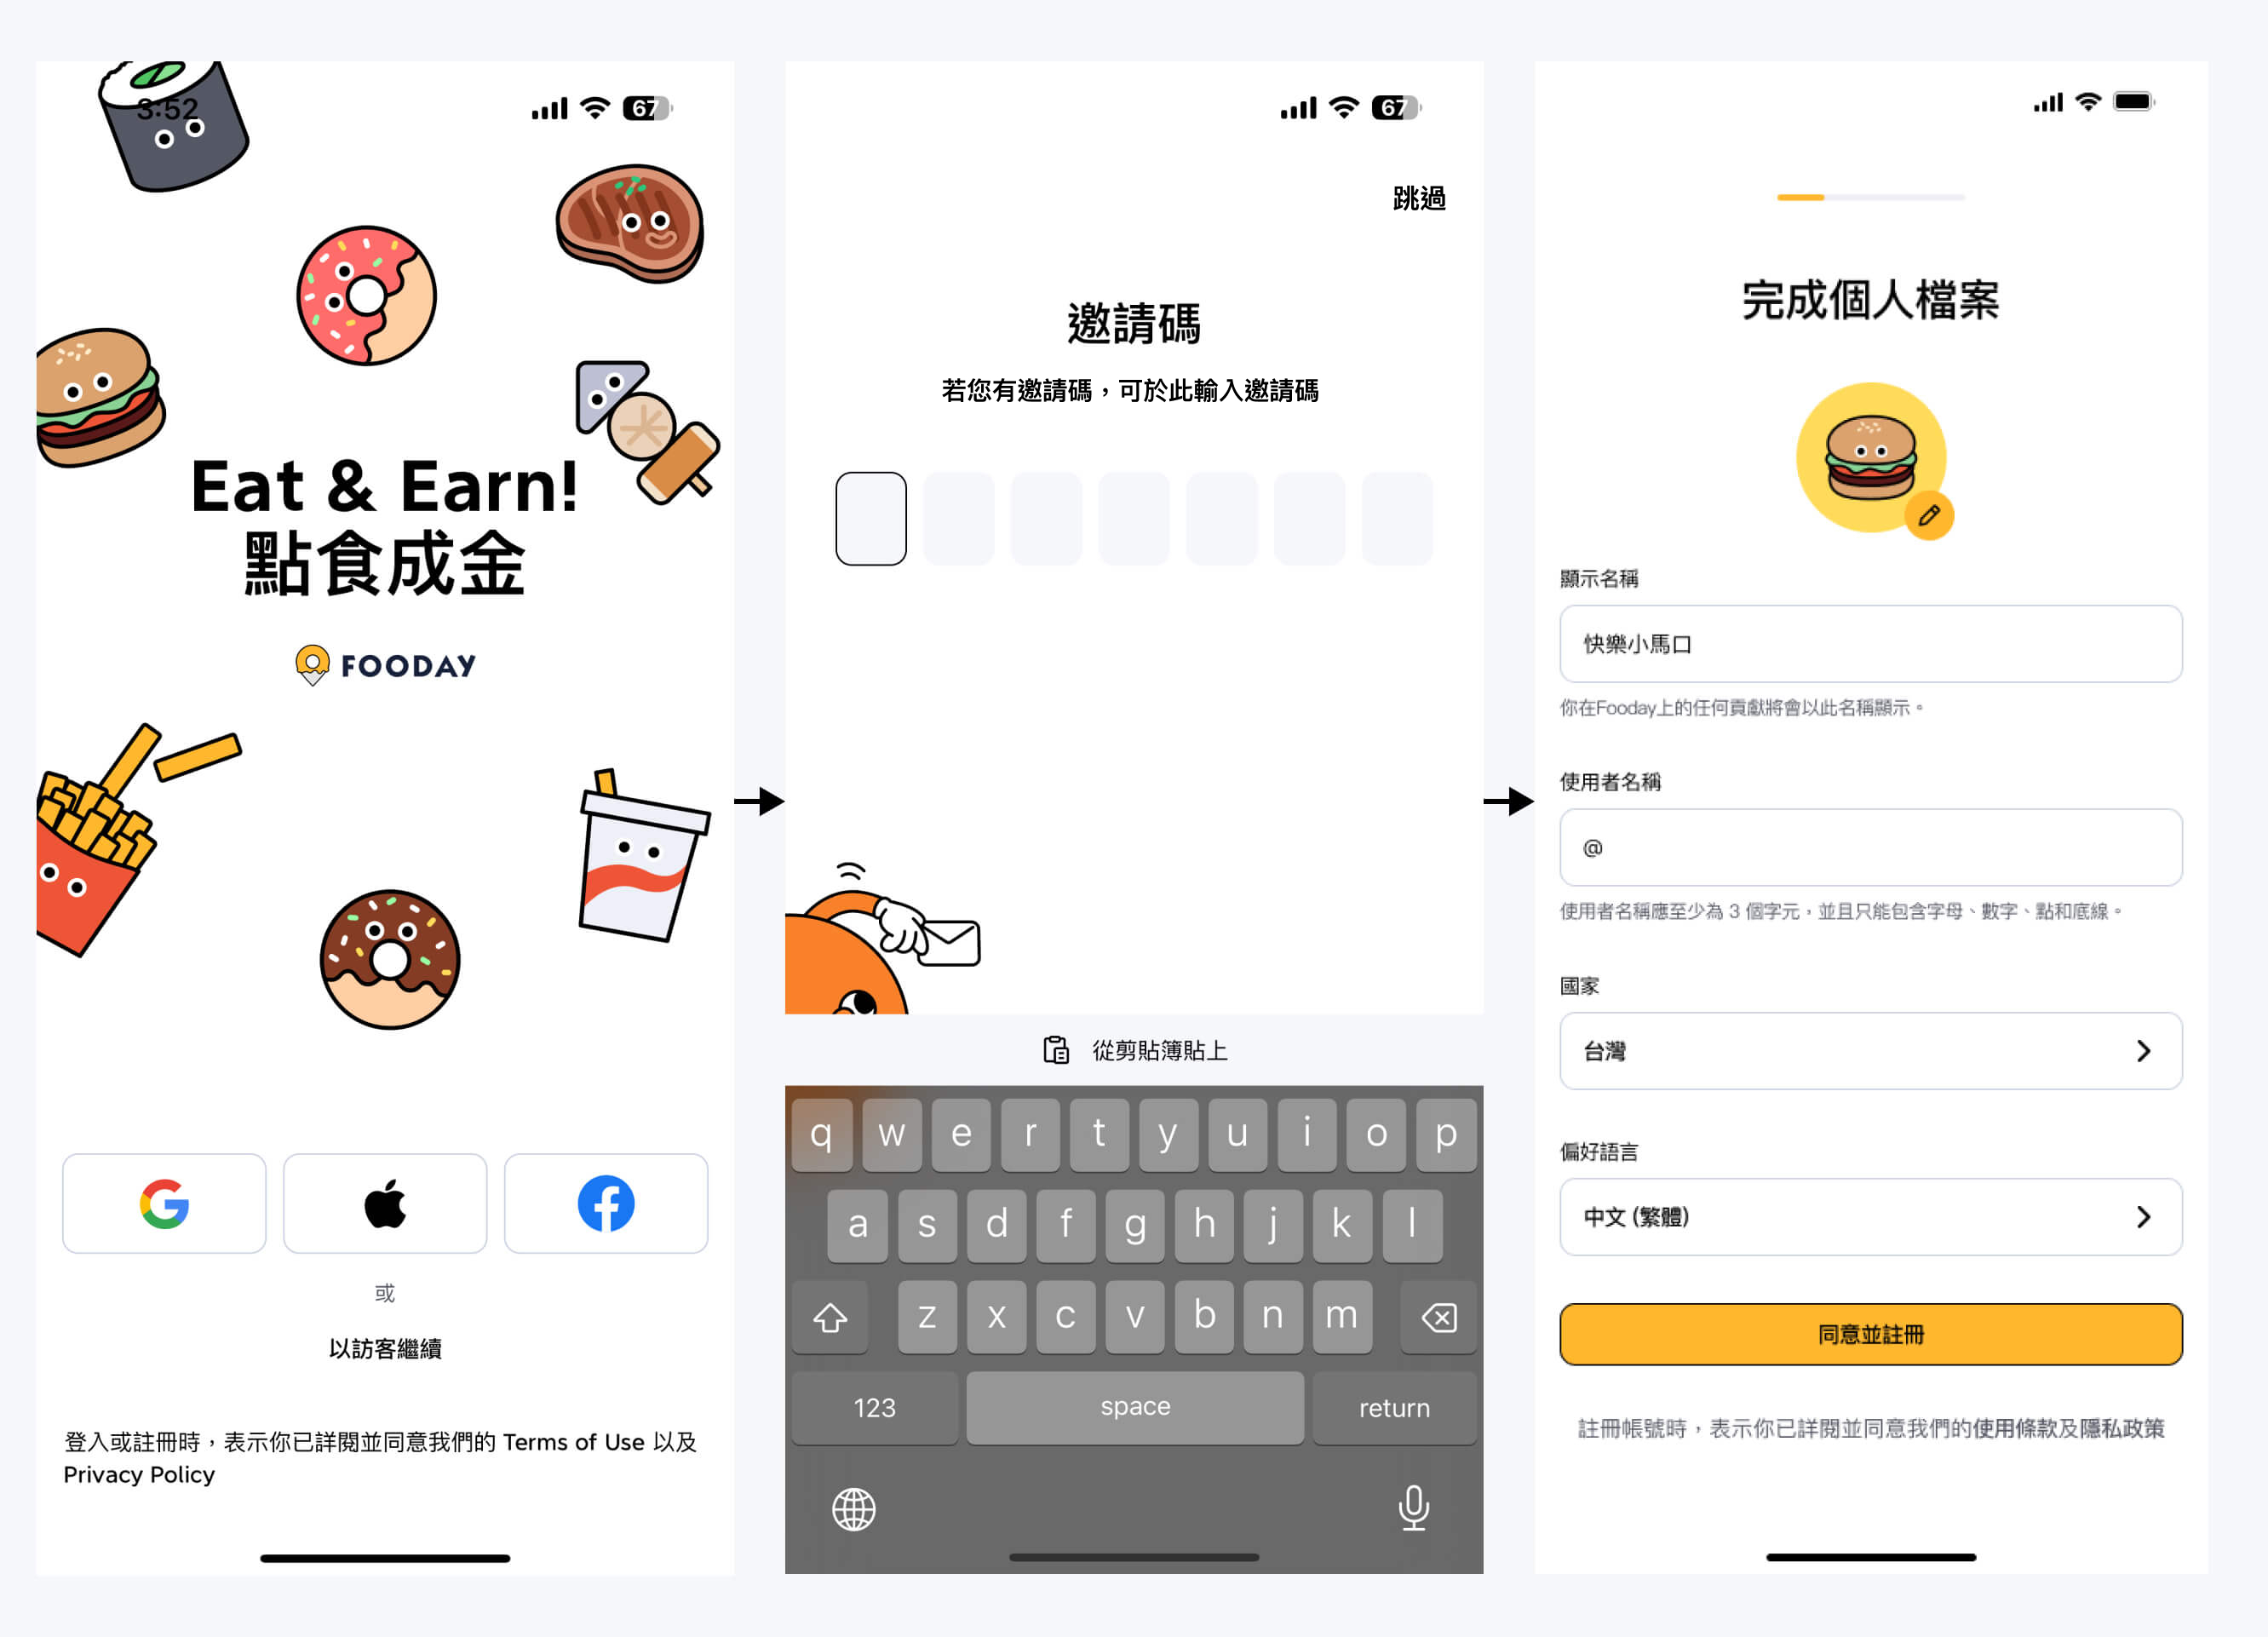 3:52
67
Eat & Earn!
點食成金
FOODAY
或
以訪客繼續
登入或註冊時，表示你已詳閱並同意我們的 Terms of Use 以及
Privacy Policy
67
跳過
邀請碼
若您有邀請碼，可於此輸入邀請碼
從剪貼簿貼上
q w e r t y u i o p
a s d f g h j k l
z x c v b n m
123 space return
完成個人檔案
顯示名稱
快樂小馬口
你在Fooday上的任何貢獻將會以此名稱顯示。
使用者名稱
@
使用者名稱應至少為 3 個字元，並且只能包含字母、數字、點和底線。
國家
台灣
偏好語言
中文 (繁體)
同意並註冊
註冊帳號時，表示你已詳閱並同意我們的使用條款及隱私政策